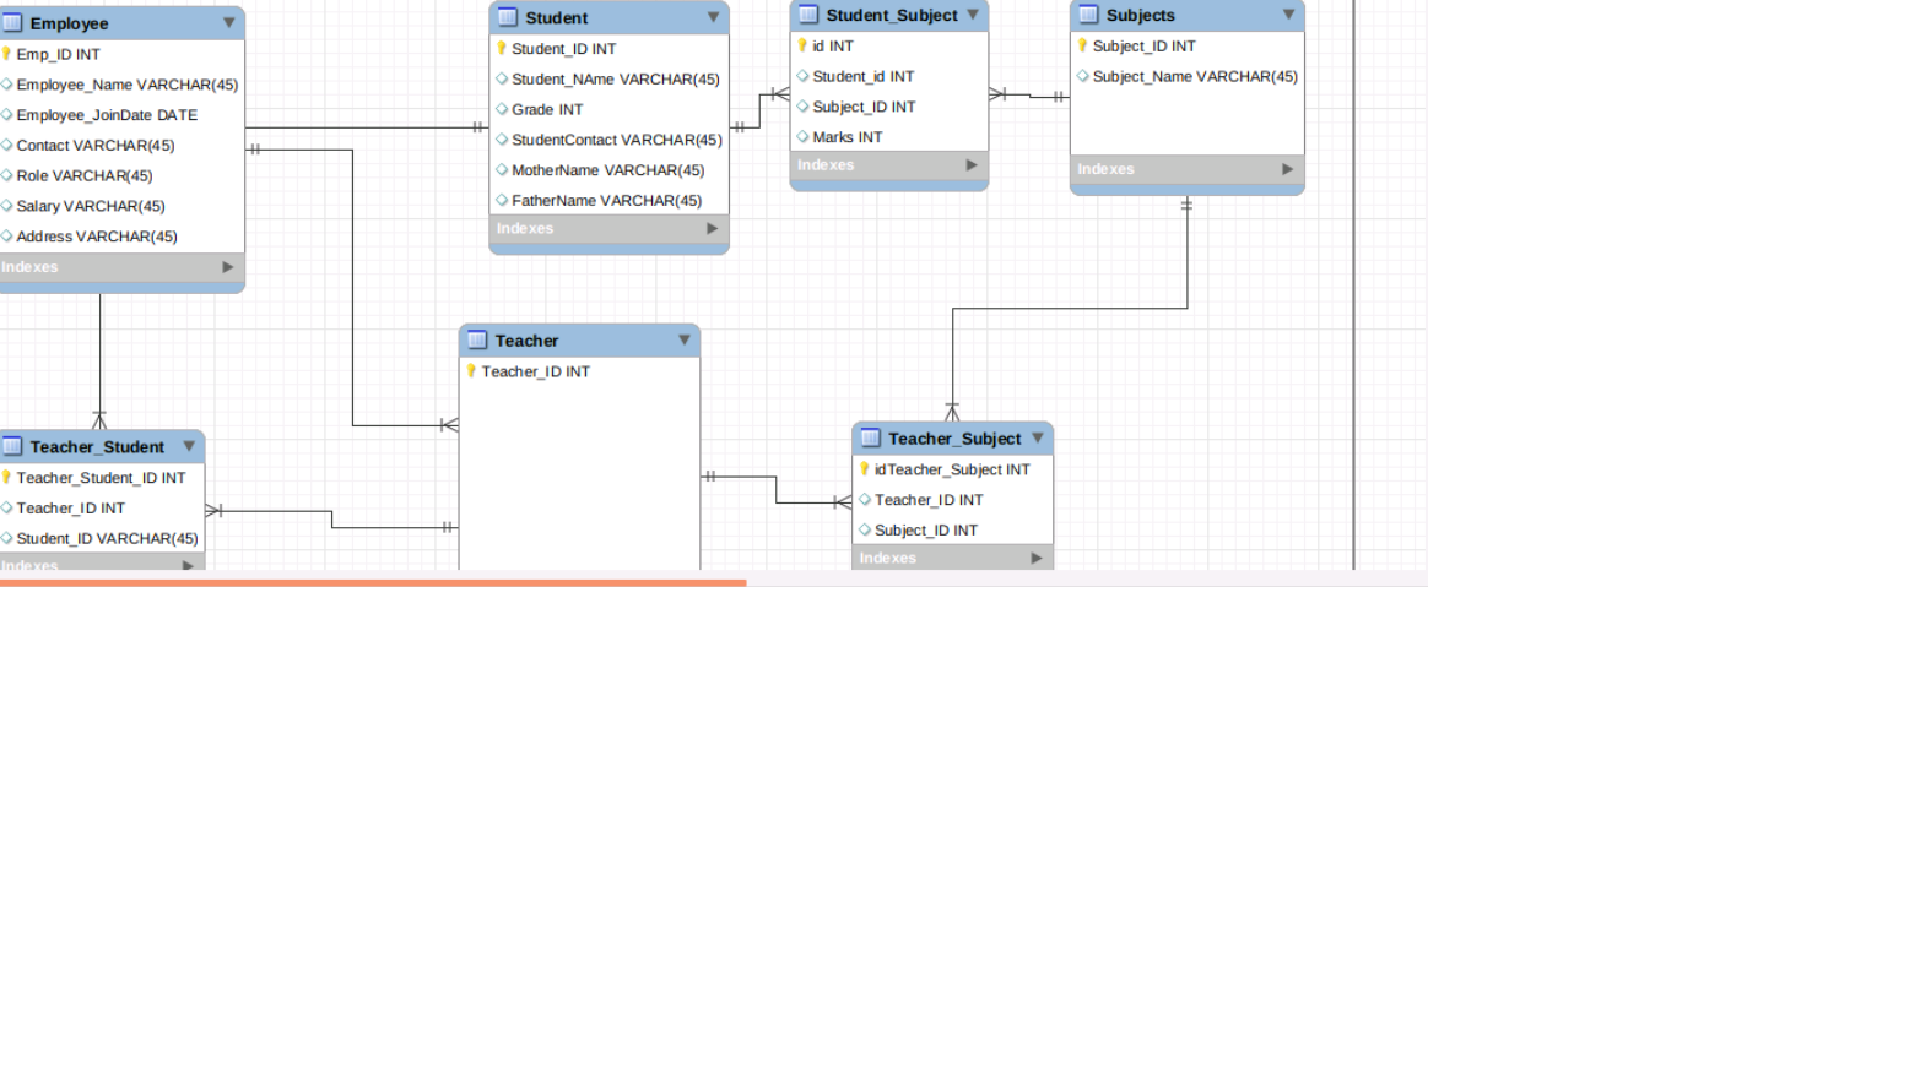 Employee
Emp_ID INT
Employee_Name VARCHAR(45)
Employee_JoinDate DATE
Contact VARCHAR(45)
Role VARCHAR(45)
Salary VARCHAR(45)
Address VARCHAR(45)
Indexes
Student
Student_ID INT
Student_NAme VARCHAR(45)
Grade INT
StudentContact VARCHAR(45)
MotherName VARCHAR(45)
FatherName VARCHAR(45)
Indexes
Student_Subject
id INT
Student_id INT
Subject_ID INT
Marks INT
Indexes
Subjects
Subject_ID INT
Subject_Name VARCHAR(45)
Indexes
Teacher_Student
Teacher_Student_ID INT
Teacher_ID INT
Student_ID VARCHAR(45)
Indexes
Teacher
Teacher_ID INT
Teacher_Subject
idTeacher_Subject INT
Teacher_ID INT
Subject_ID INT
Indexes